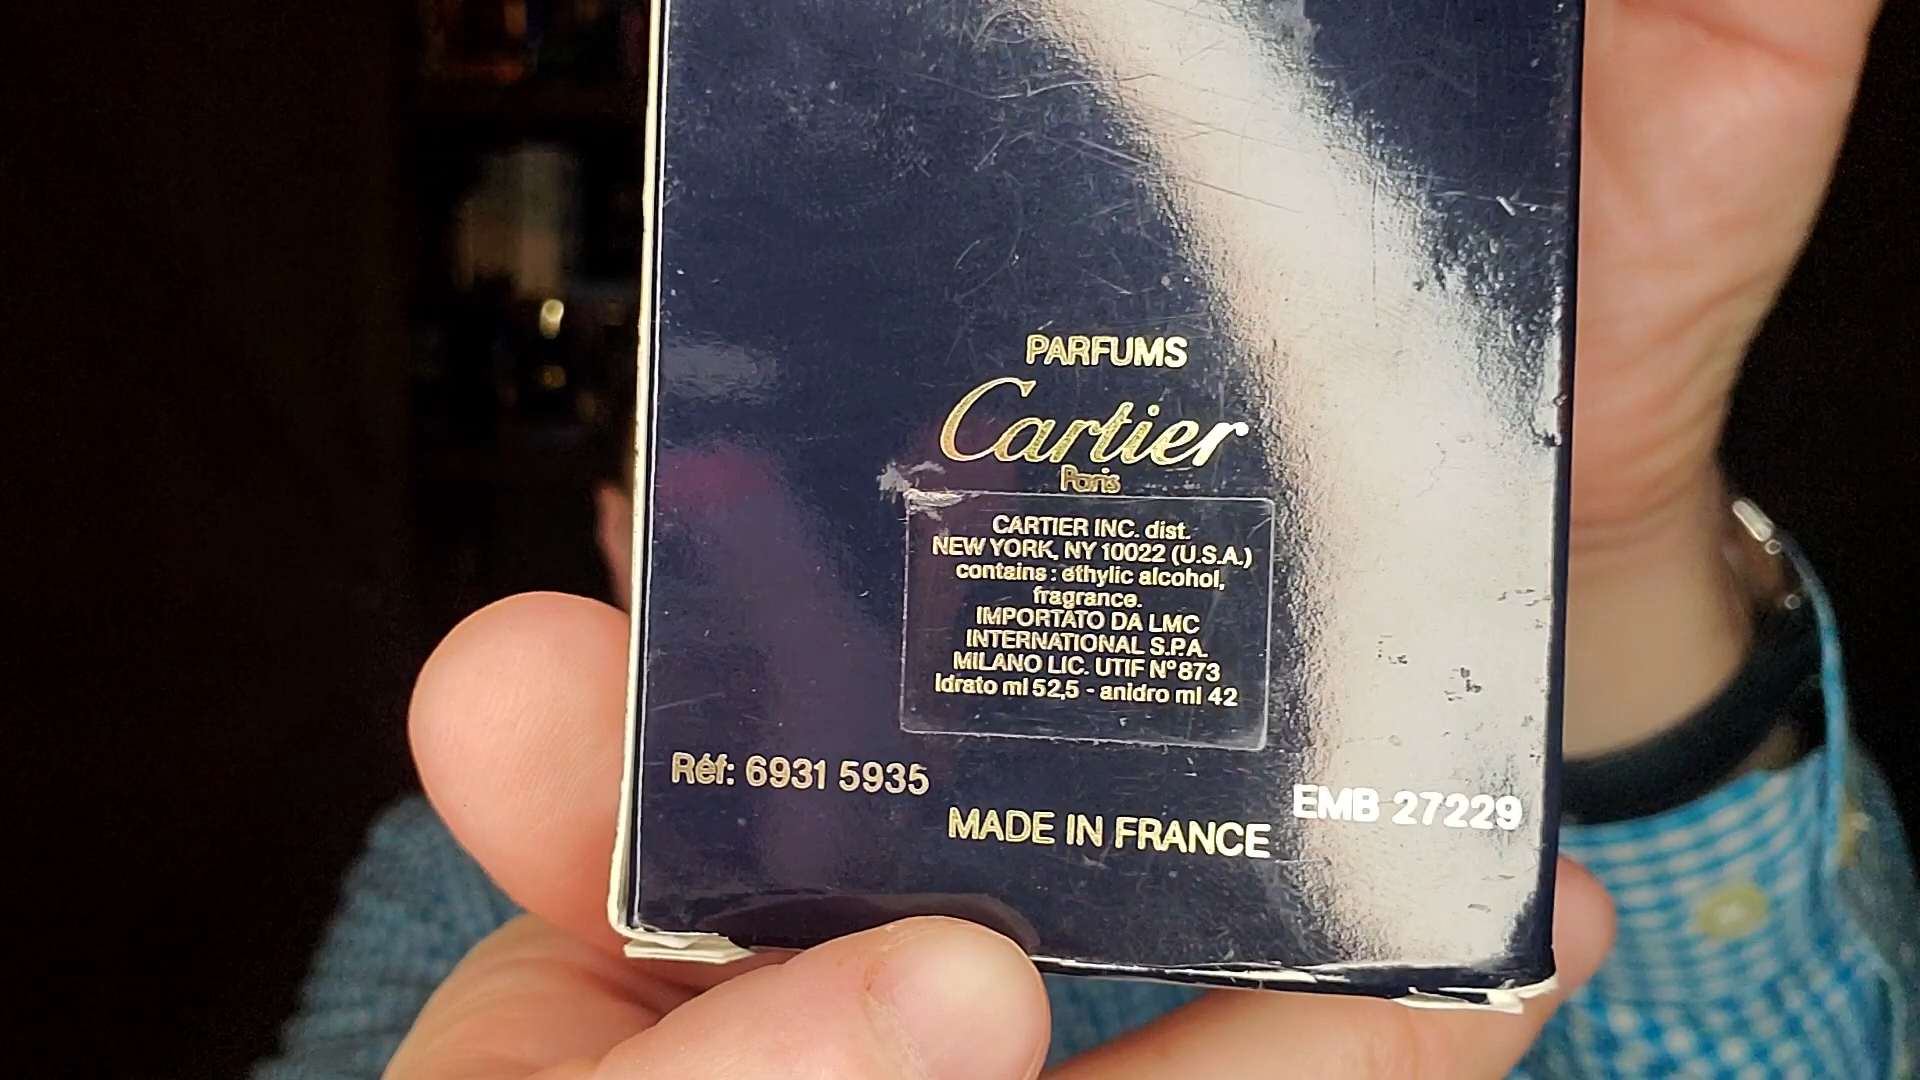 PARFUMS
Cartier
Paris
CARTIER INC. dist.
NEW YORK, NY 10022 (U.S.A.)
contains : ethylic alcohol,
fragrance.
IMPORTATO DA LMC
INTERNATIONAL S.P.A.
MILANO LIC. UTIF N° 873
Idrato ml 52,5 - anidro ml 42
Réf: 6931 5935
EMB 27229
MADE IN FRANCE